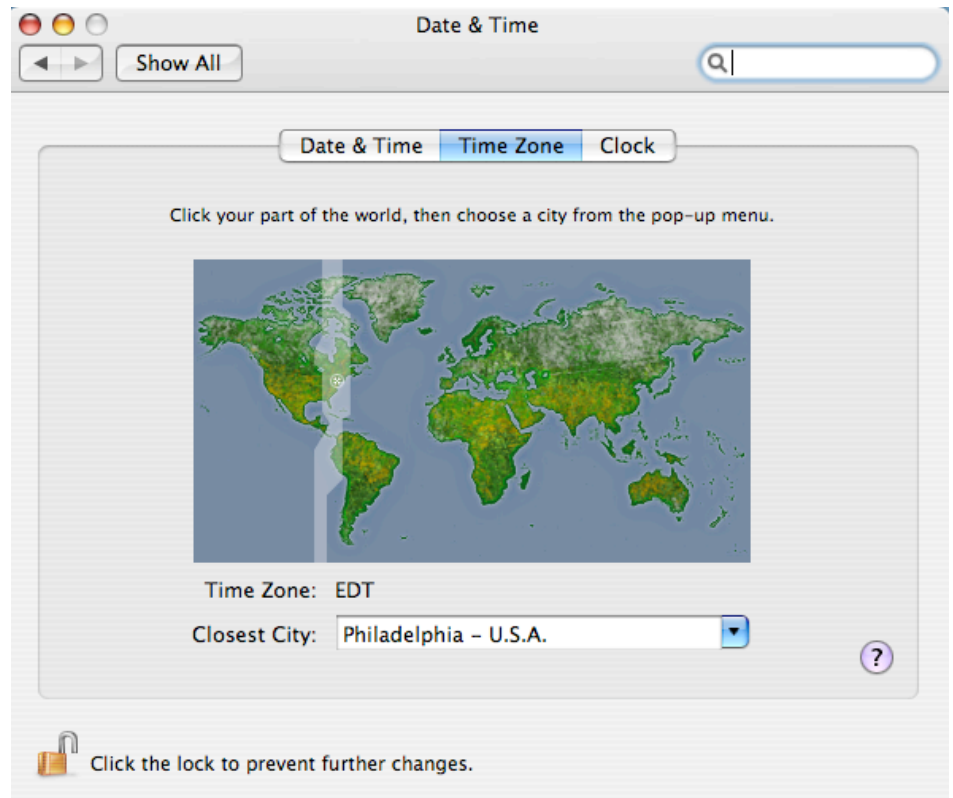 Date & Time
Show All
Date & Time Time Zone Clock
Click your part of the world, then choose a city from the pop-up menu.
Time Zone: EDT
Closest City: Philadelphia – U.S.A.
?
Click the lock to prevent further changes.